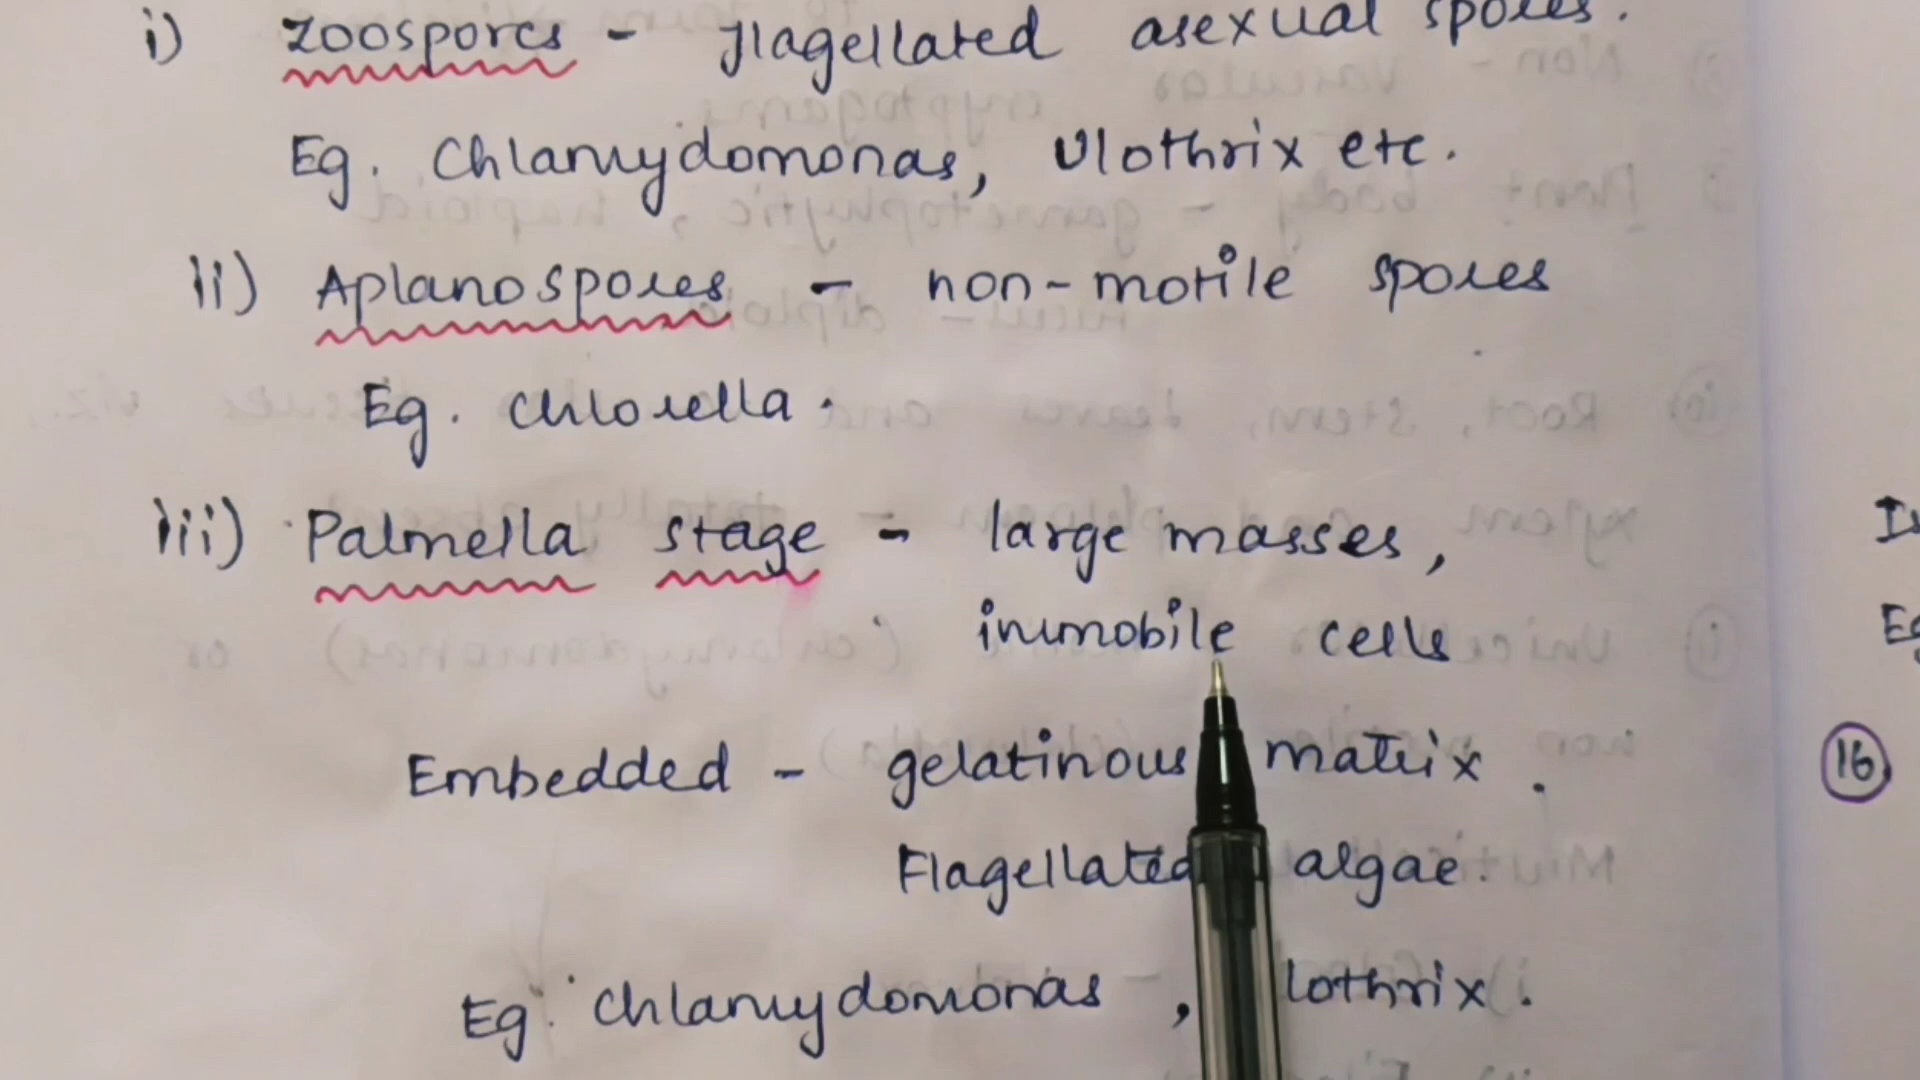 i) Zoospores - flagellated asexual spores.
Eg. Chlamydomonas, Ulothrix etc.
ii) Aplanospores - non-motile spores
Eg. Chlorella.
iii) Palmella stage - large masses,
immobile cells
Embedded - gelatinous matrix.
Flagellated algae.
Eg. Chlamydomonas, lothrix.
16